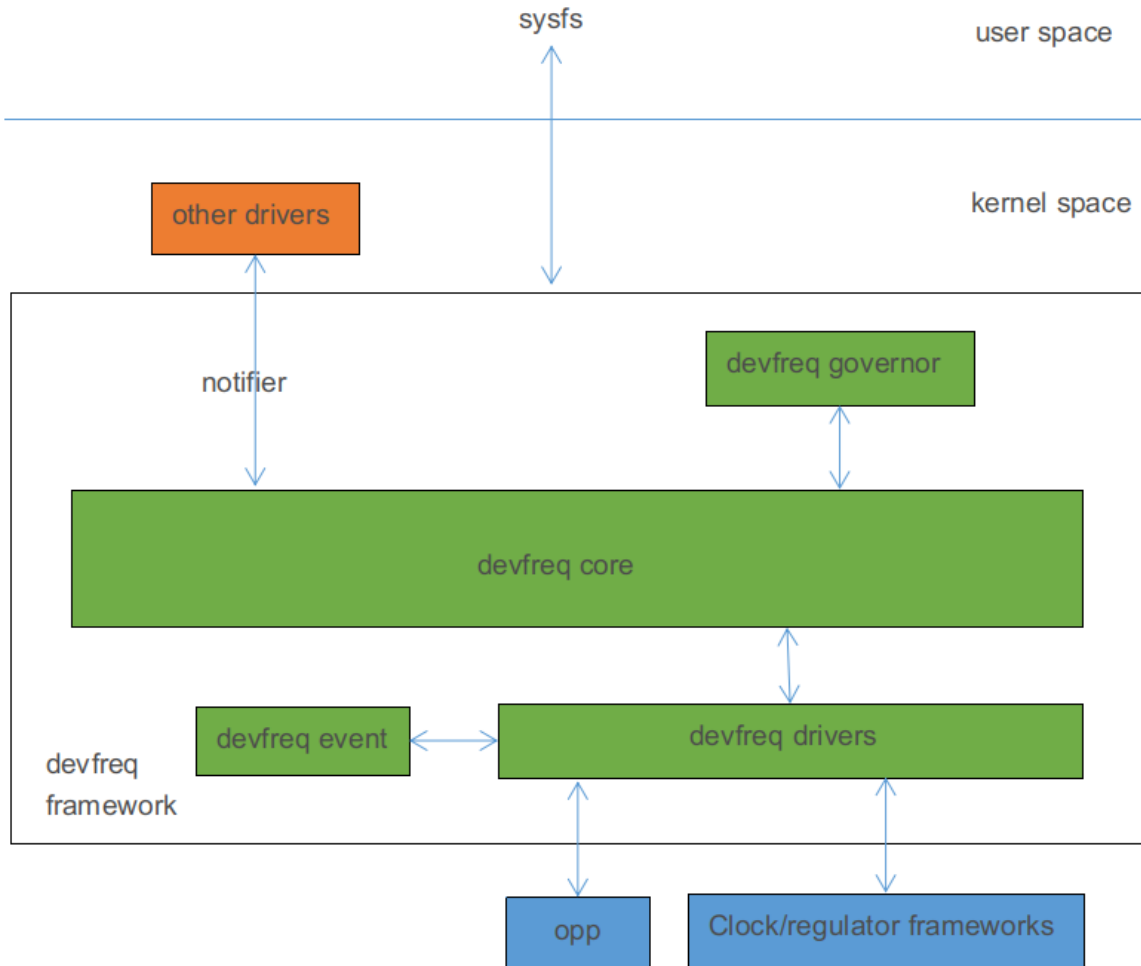 sysfs
user space
kernel space
other drivers
notifier
devfreq governor
devfreq core
devfreq event
devfreq drivers
devfreq
framework
opp
Clock/regulator frameworks